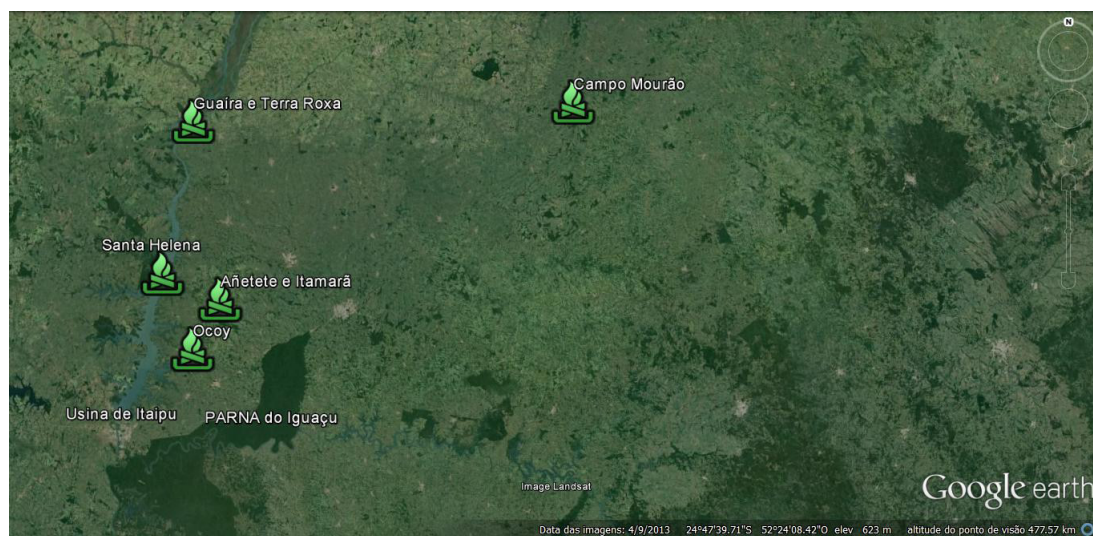 N
Campo Mourão
Guaíra e Terra Roxa
Santa Helena
Añetete e Itamarã
Ocoy
Usina de Itaipu
PARNA do Iguaçu
Image Landsat
Google earth
Data das imagens: 4/9/2013 24°47'39.71"S 52°24'08.42"O elev 623 m altitude do ponto de visão 477.57 km